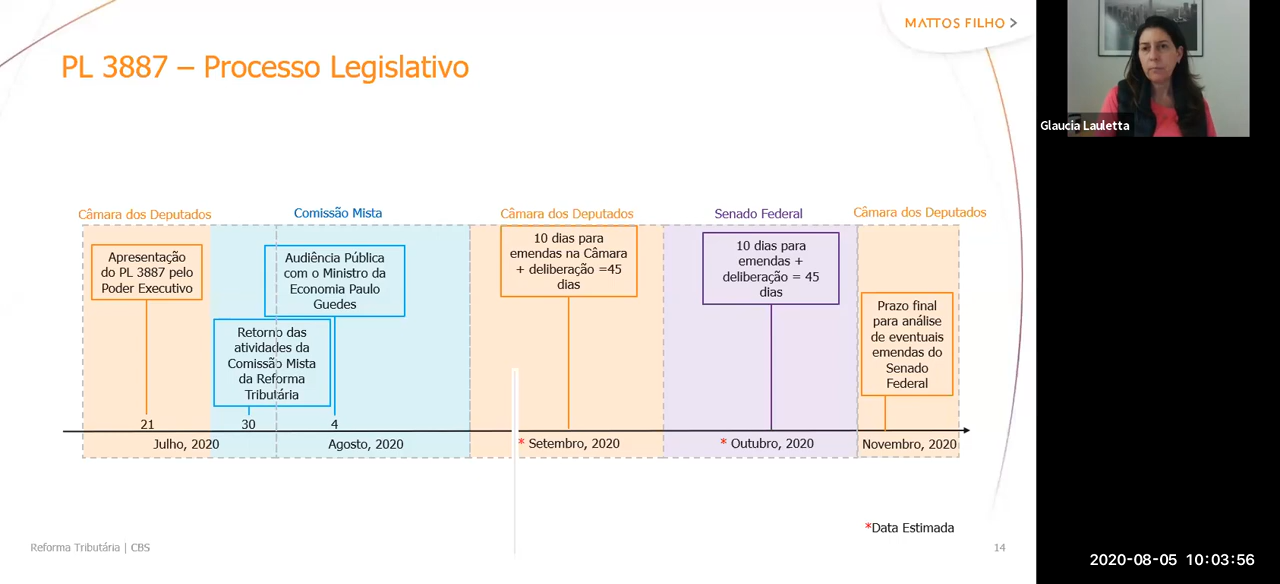 MATTOS FILHO
PL 3887 – Processo Legislativo
Glaucia Lauletta
Câmara dos Deputados
Comissão Mista
Câmara dos Deputados
Senado Federal
Câmara dos Deputados
Apresentação
do PL 3887 pelo
Poder Executivo
Audiência Pública
com o Ministro da
Economia Paulo
Guedes
Retorno das
atividades da
Comissão Mista
da Reforma
Tributária
10 dias para
emendas na Câmara
+ deliberação =45
dias
10 dias para
emendas +
deliberação = 45
dias
Prazo final
para análise
de eventuais
emendas do
Senado
Federal
21
30
4
Julho, 2020
Agosto, 2020
* Setembro, 2020
* Outubro, 2020
Novembro, 2020
*Data Estimada
Reforma Tributária | CBS
14
2020-08-05 10:03:56